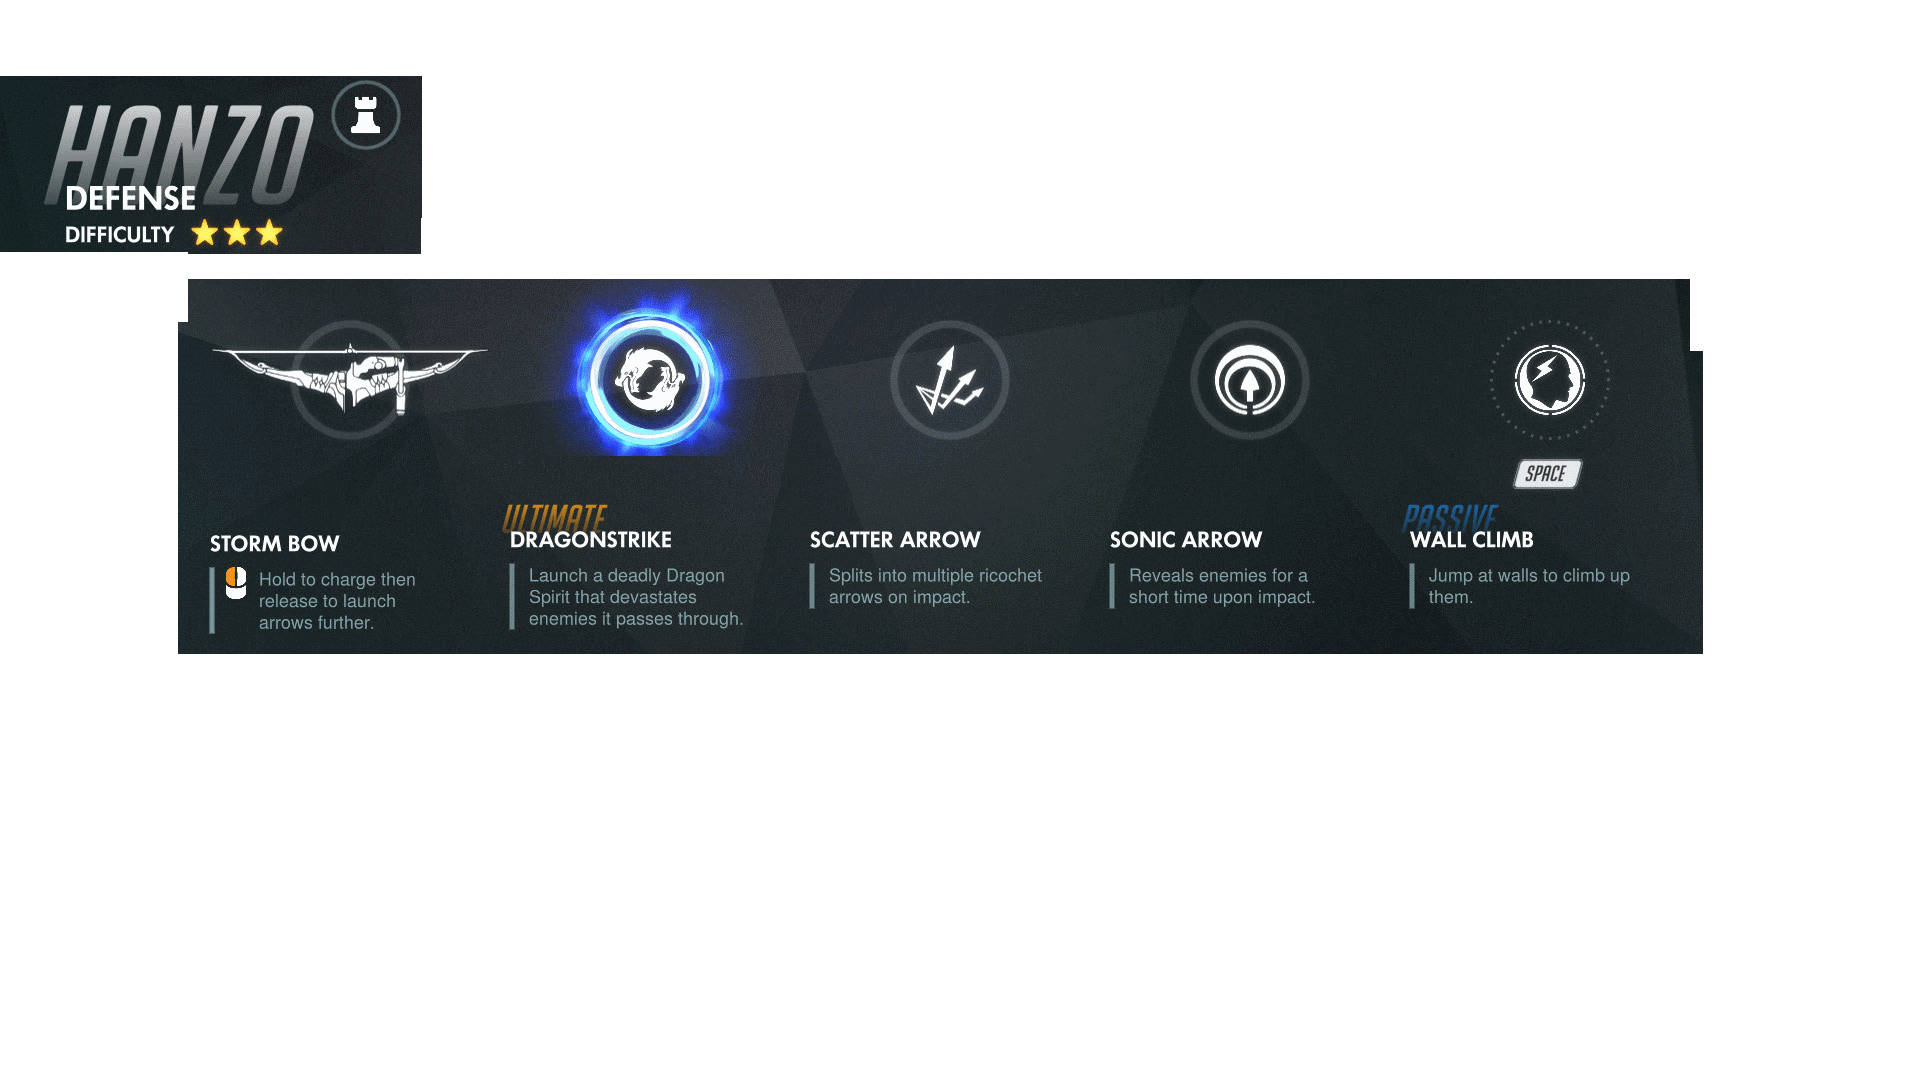 HANZO
DEFENSE
DIFFICULTY
SPACE
STORM BOW
Hold to charge then
release to launch
arrows further.
ULTIMATE
DRAGONSTRIKE
Launch a deadly Dragon
Spirit that devastates
enemies it passes through.
SCATTER ARROW
Splits into multiple ricochet
arrows on impact.
SONIC ARROW
Reveals enemies for a
short time upon impact.
PASSIVE
WALL CLIMB
Jump at walls to climb up
them.